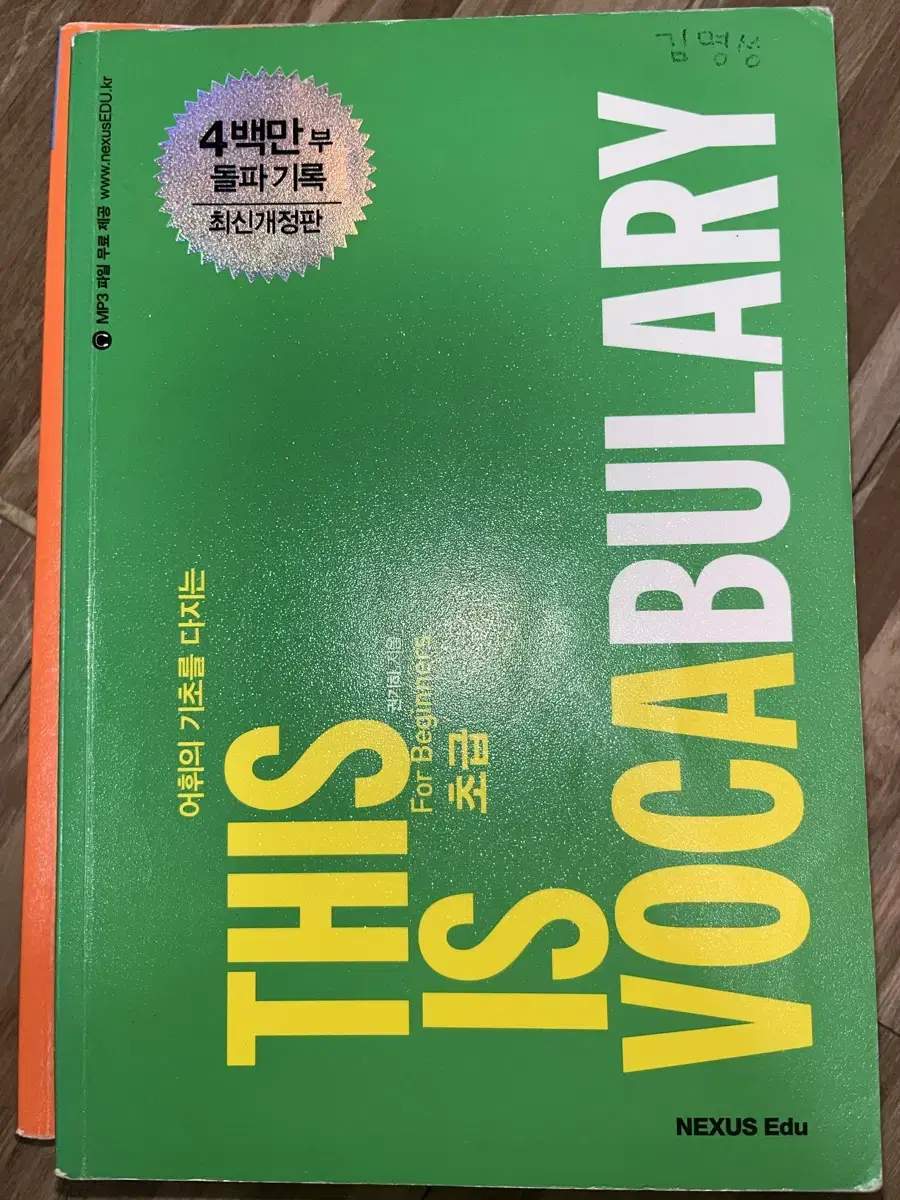 김명성
4백만 부
돌파 기록
최신개정판
MP3 파일 무료 제공 www.nexusEDU.kr
어휘의 기초를 다지는
THIS
IS
VOCABULARY
지음
For Beginners
초급
NEXUS Edu